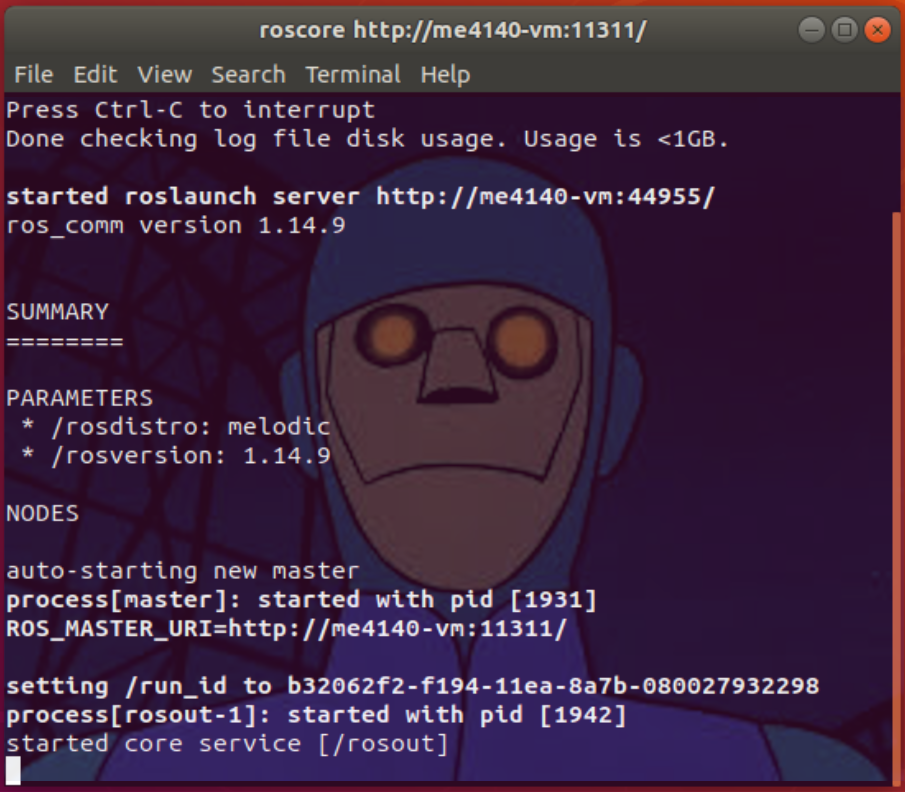 roscore http://me4140-vm:11311/
File Edit View Search Terminal Help
Press Ctrl-C to interrupt
Done checking log file disk usage. Usage is <1GB.
started roslaunch server http://me4140-vm:44955/
ros_comm version 1.14.9
SUMMARY
========
PARAMETERS
 * /rosdistro: melodic
 * /rosversion: 1.14.9
NODES
auto-starting new master
process[master]: started with pid [1931]
ROS_MASTER_URI=http://me4140-vm:11311/
setting /run_id to b32062f2-f194-11ea-8a7b-080027932298
process[rosout-1]: started with pid [1942]
started core service [/rosout]